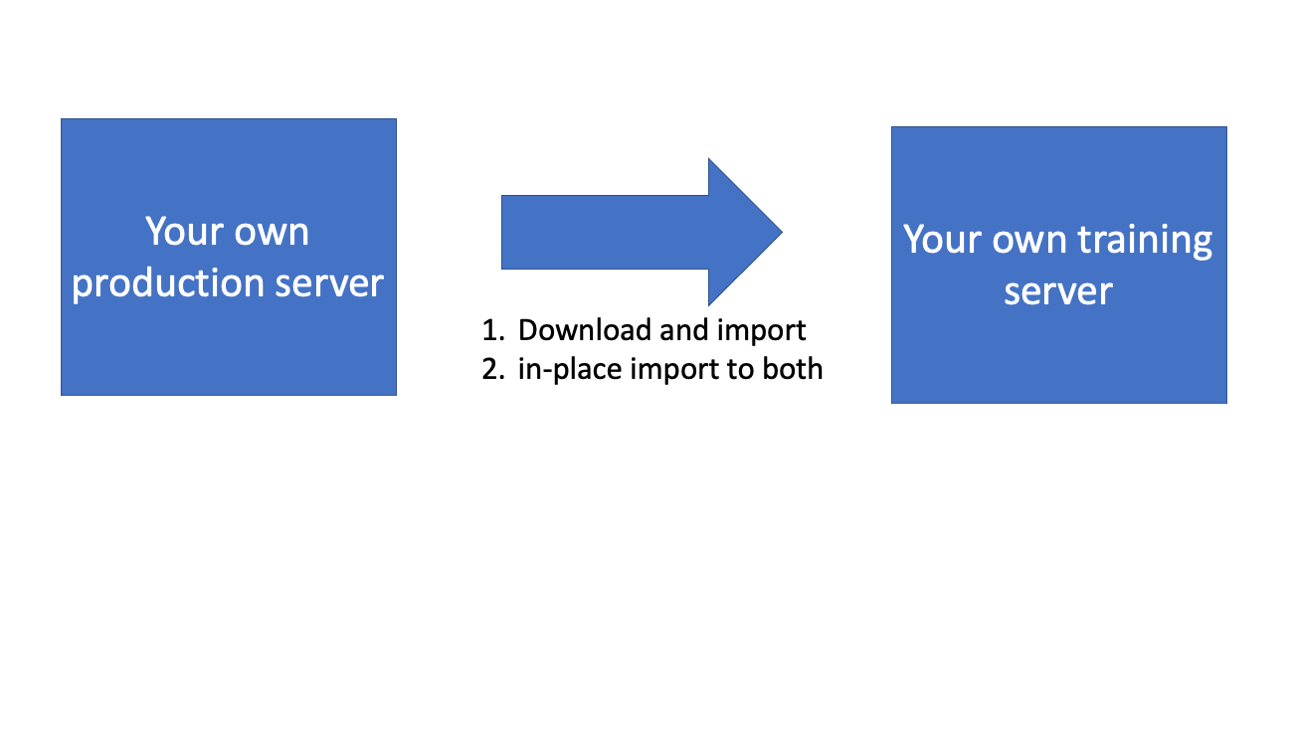 Your own
production server
1. Download and import
2. in-place import to both
Your own training
server